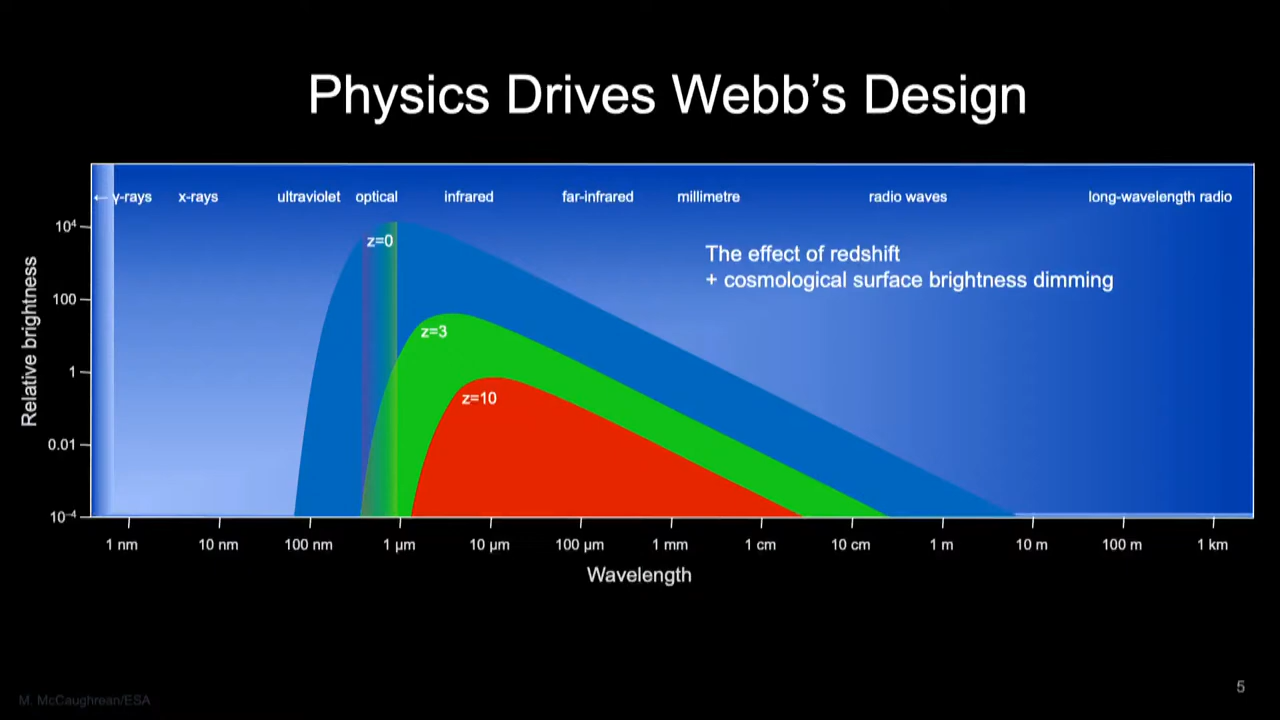 Physics Drives Webb's Design
← γ-rays x-rays ultraviolet optical infrared far-infrared millimetre radio waves long-wavelength radio
10⁴
z=0
The effect of redshift
+ cosmological surface brightness dimming
100
z=3
1
z=10
0.01
10⁻⁴
Relative brightness
1 nm 10 nm 100 nm 1 μm 10 μm 100 μm 1 mm 1 cm 10 cm 1 m 10 m 100 m 1 km
Wavelength
5
M. McCaughrean/ESA